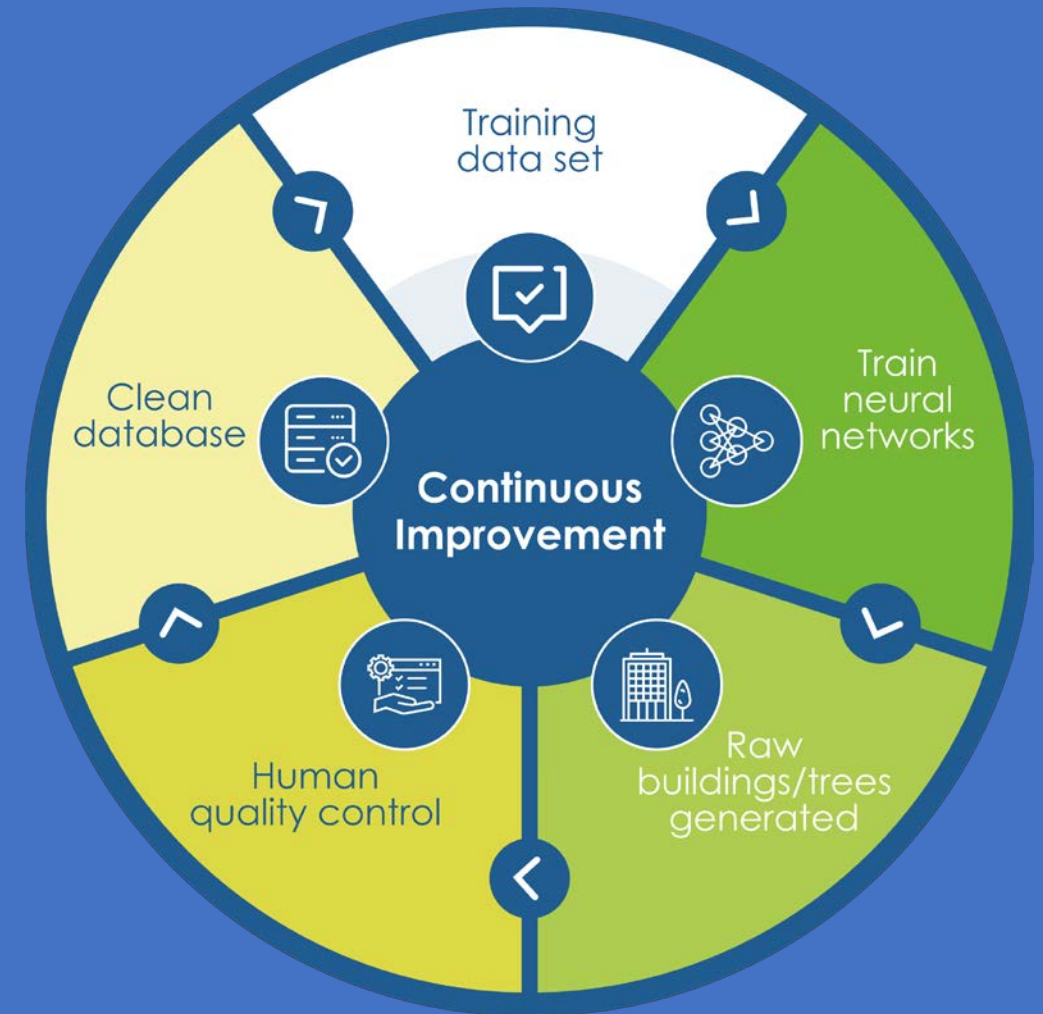 Training
data set
Train
neural
networks
Raw
buildings/trees
generated
Human
quality control
Clean
database
Continuous
Improvement